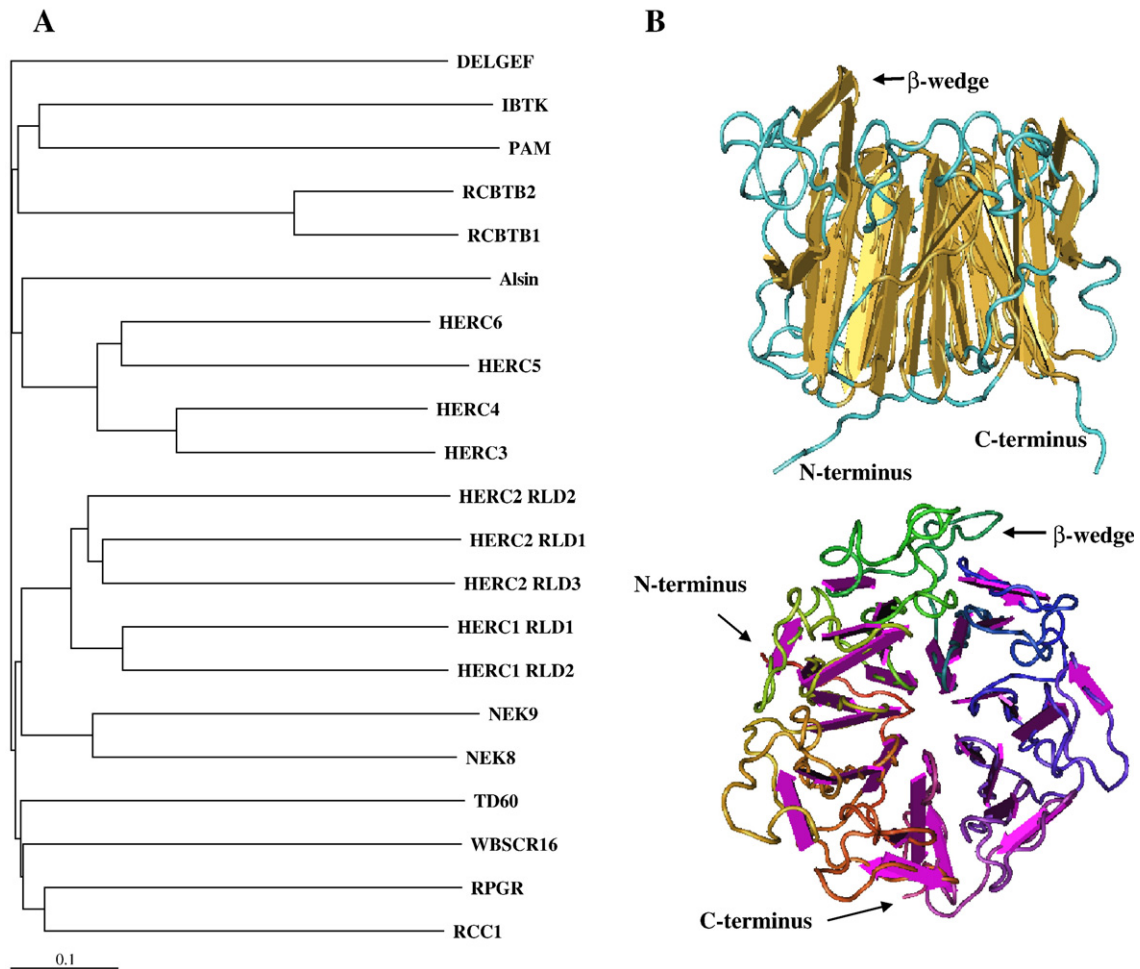 A
DELGEF
IBTK
PAM
RCBTB2
RCBTB1
Alsin
HERC6
HERC5
HERC4
HERC3
HERC2 RLD2
HERC2 RLD1
HERC2 RLD3
HERC1 RLD1
HERC1 RLD2
NEK9
NEK8
TD60
WBSCR16
RPGR
RCC1
0.1
B
β-wedge
C-terminus
N-terminus
β-wedge
N-terminus
C-terminus